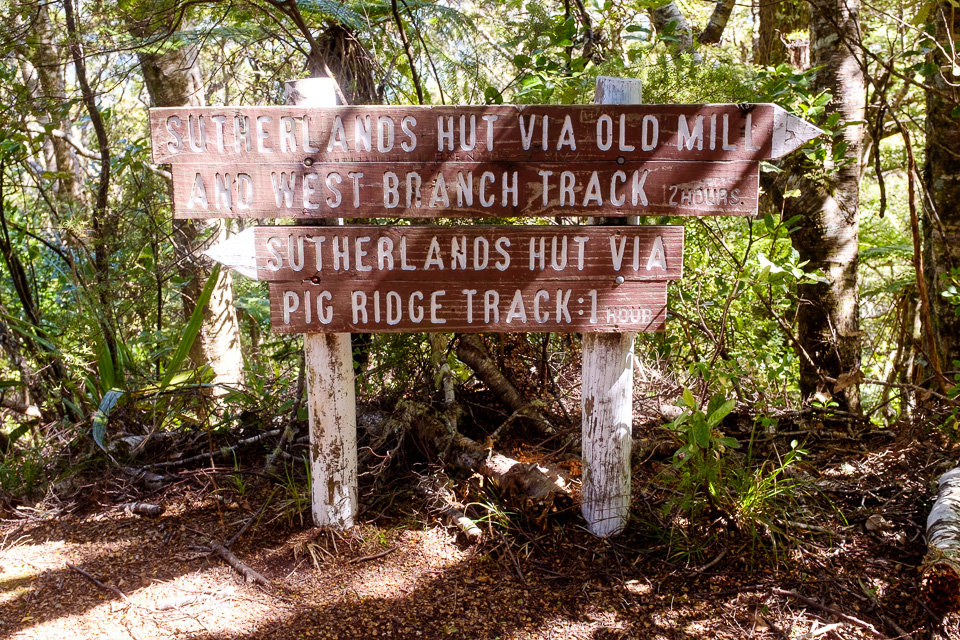 SUTHERLANDS HUT VIA OLD MILL
AND WEST BRANCH TRACK 2 HOURS.
SUTHERLANDS HUT VIA
PIG RIDGE TRACK:1 HOUR